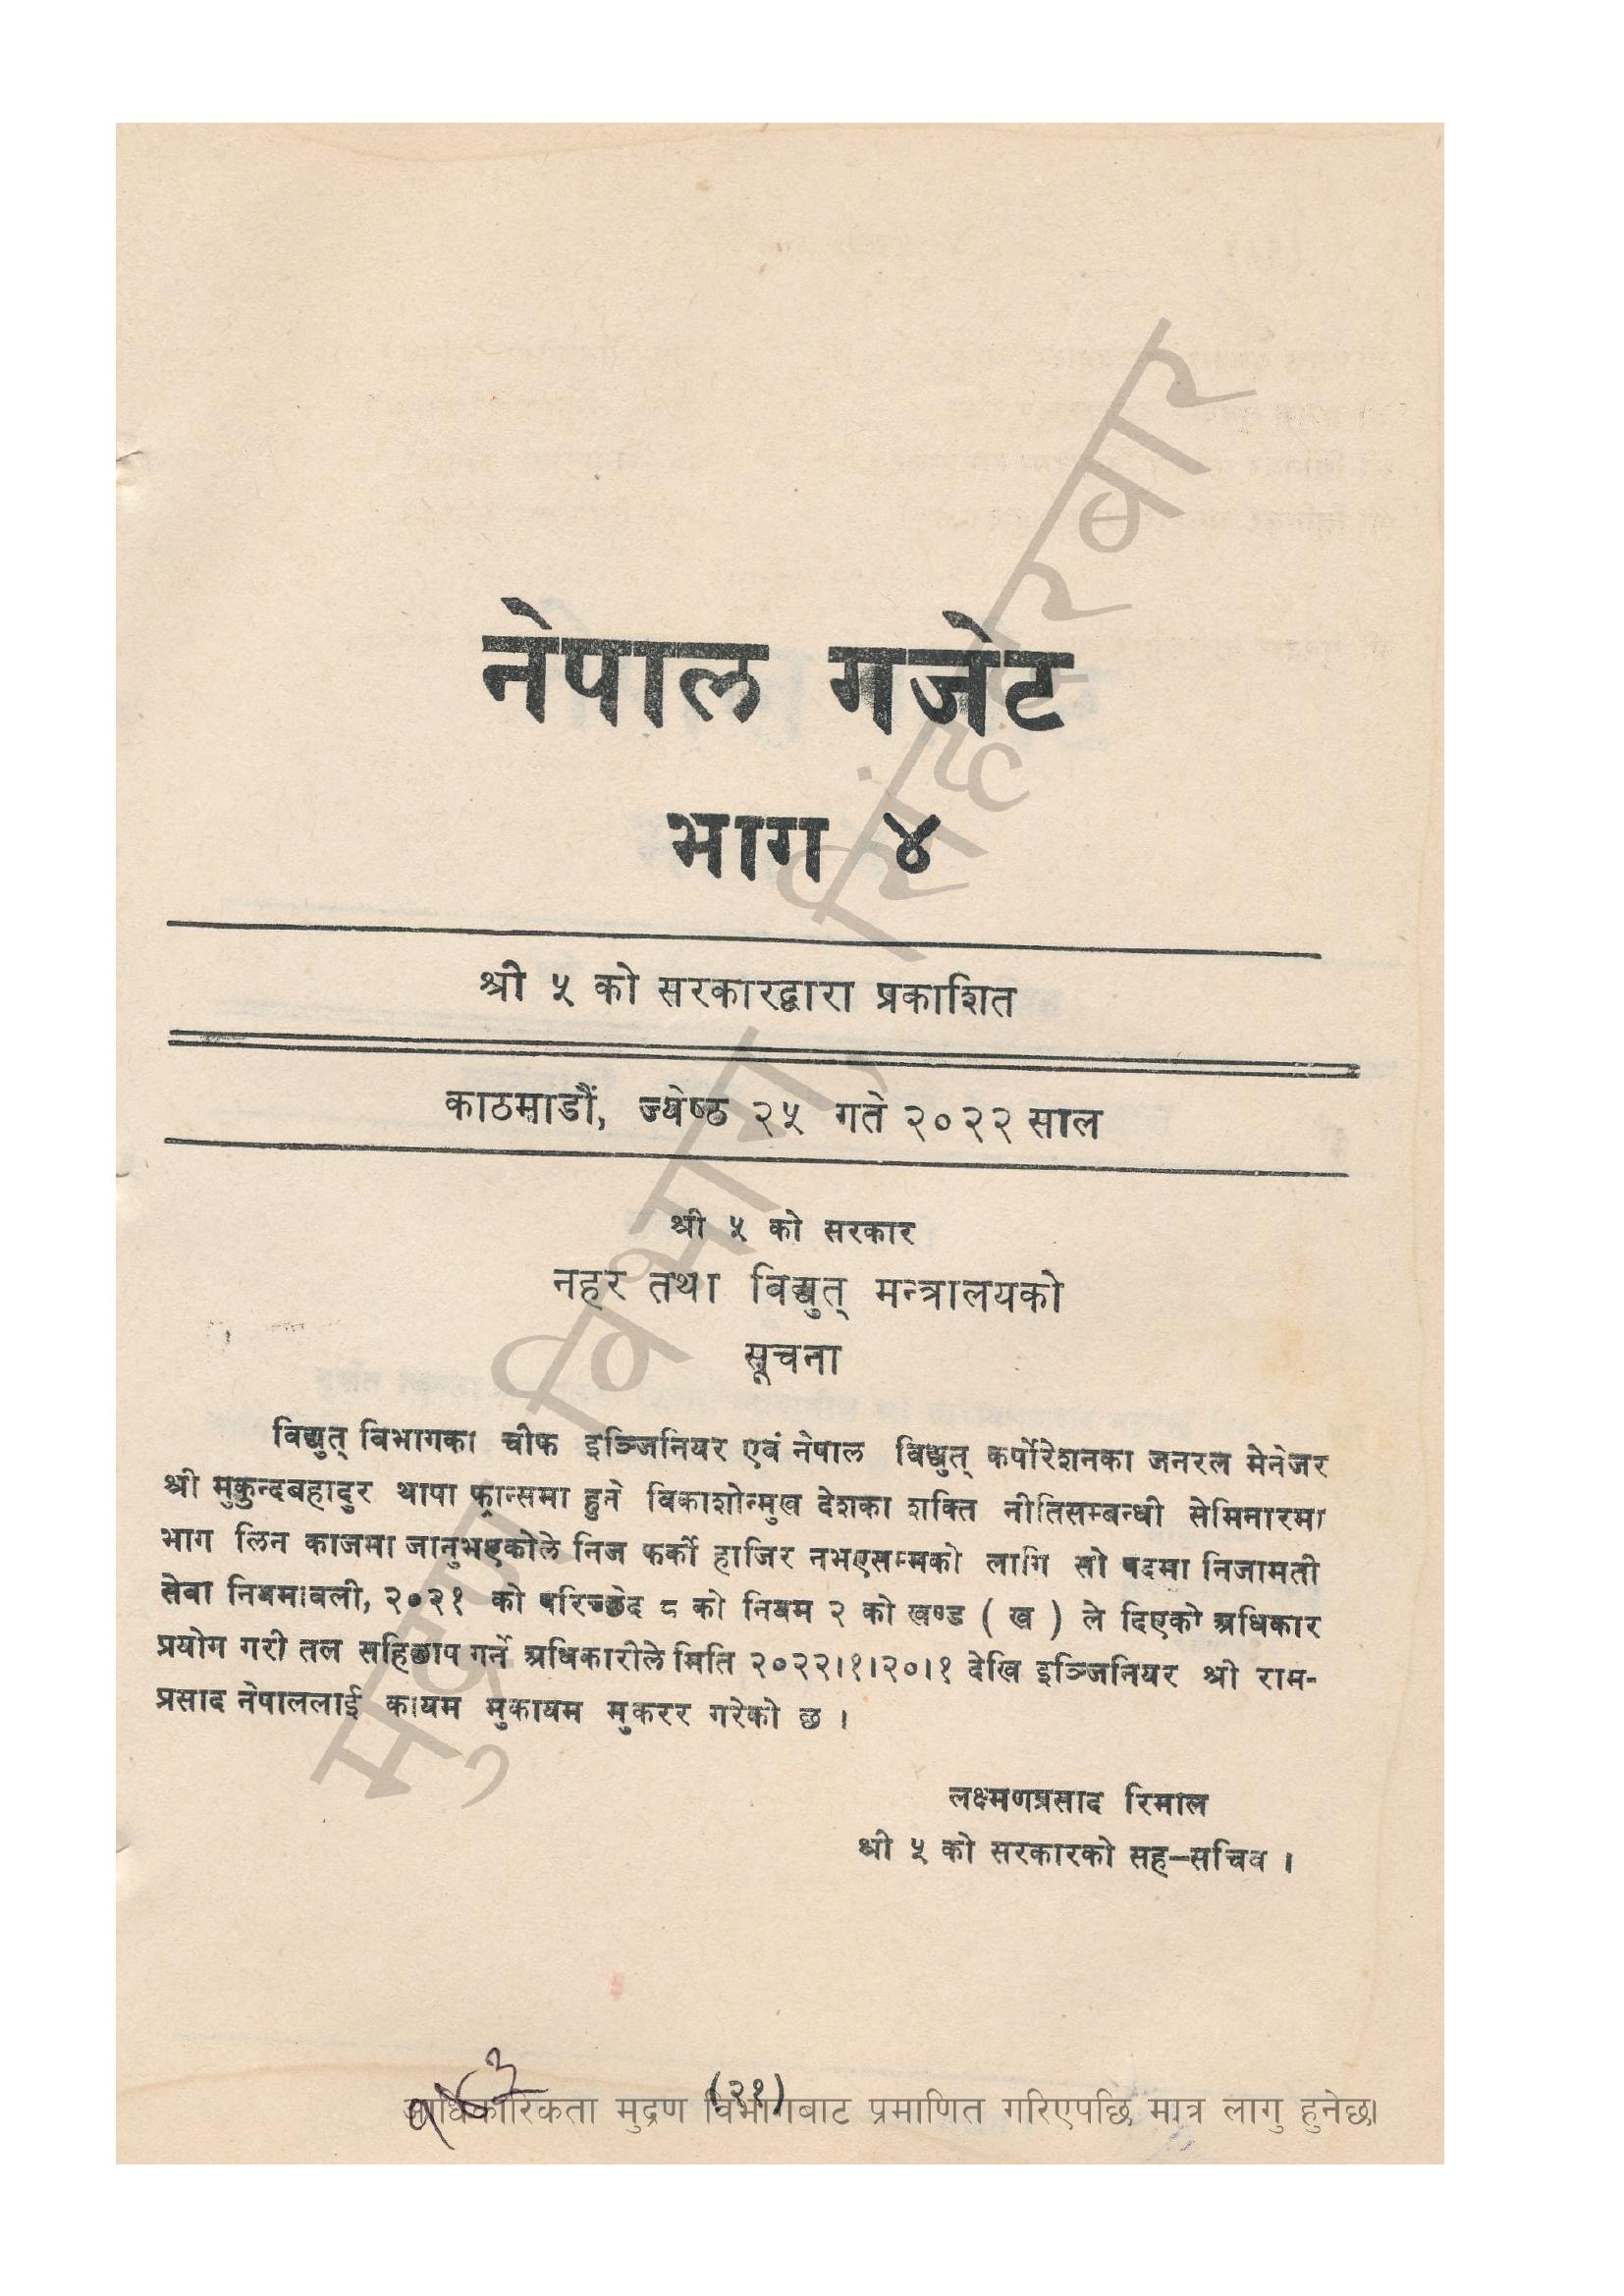 नेपाल गजेट
भाग ४
श्री ५ को सरकारद्वारा प्रकाशित
काठमाडौं, ज्येष्ठ २५ गते २०२२ साल
श्री ५ को सरकार
नहर तथा विद्युत् मन्त्रालयको
सूचना
विद्युत् विभागका चीफ इञ्जिनियर एवं नेपाल विद्युत् कर्पोरेशनका जनरल मेनेजर
श्री मुकुन्दबहादुर थापा फ्रान्समा हुने विकाशोन्मुख देशका शक्ति नीतिसम्बन्धी सेमिनारमा
भाग लिन काजमा जानुभएकोले निज फर्को हाजिर नभएसम्मको लागि सो पदमा निजामती
सेवा नियमावली, २०२१ को परिच्छेद ८ को नियम २ को खण्ड ( ख ) ले दिएको अधिकार
प्रयोग गरी तल सहिछाप गर्ने अधिकारीले मिति २०२२।१।२०।१ देखि इञ्जिनियर श्री राम-
प्रसाद नेपाललाई कायम मुकायम मुकरर गरेको छ ।
लक्ष्मणप्रसाद रिमाल
श्री ५ को सरकारको सह-सचिव ।
(२१)
आधिकारिकता मुद्रण विभागबाट प्रमाणित गरिएपछि मात्र लागु हुनेछ।
मुद्रण विभाग, सिंहदरबार